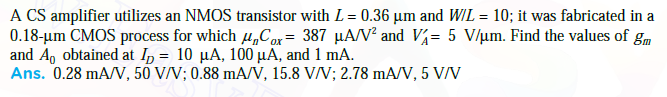 A CS amplifier utilizes an NMOS transistor with L = 0.36 μm and W/L = 10; it was fabricated in a
0.18-μm CMOS process for which μₙCₒₓ = 387 μA/V² and V′_A = 5 V/μm. Find the values of gₘ
and A₀ obtained at I_D = 10 μA, 100 μA, and 1 mA.
Ans. 0.28 mA/V, 50 V/V; 0.88 mA/V, 15.8 V/V; 2.78 mA/V, 5 V/V